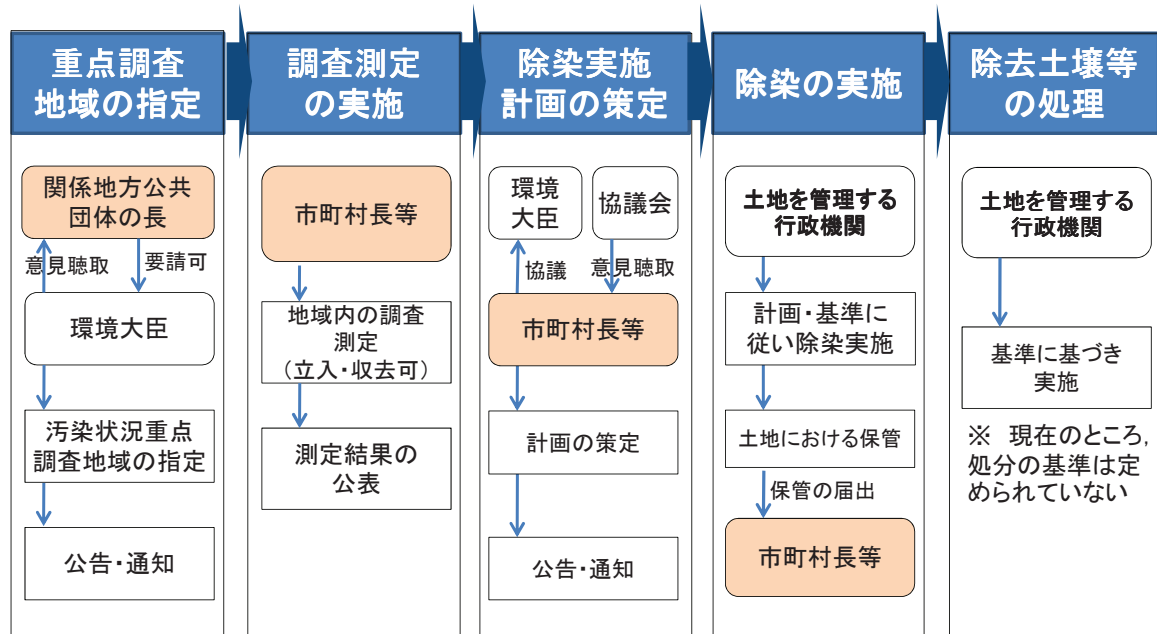 重点調査
地域の指定
関係地方公共
団体の長
意見聴取
要請可
環境大臣
汚染状況重点
調査地域の指定
公告・通知
調査測定
の実施
市町村長等
地域内の調査
測定
（立入・収去可）
測定結果の
公表
除染実施
計画の策定
環境
大臣
協議会
協議
意見聴取
市町村長等
計画の策定
公告・通知
除染の実施
土地を管理する
行政機関
計画・基準に
従い除染実施
土地における保管
保管の届出
市町村長等
除去土壌等
の処理
土地を管理する
行政機関
基準に基づき
実施
※　現在のところ，
処分の基準は定
められていない